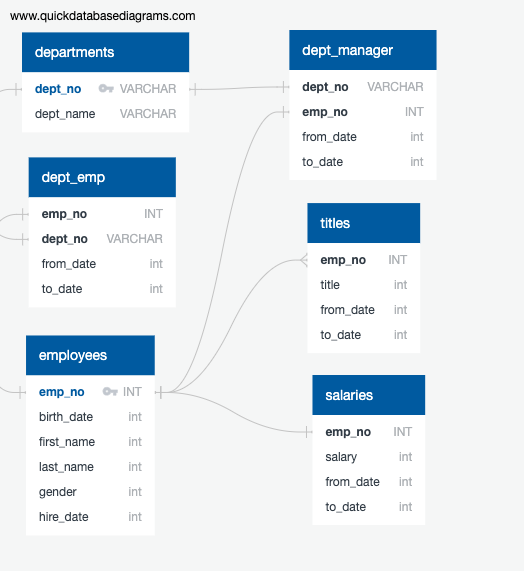 www.quickdatabasediagrams.com
departments
dept_no VARCHAR
dept_name VARCHAR
dept_emp
emp_no INT
dept_no VARCHAR
from_date int
to_date int
employees
emp_no INT
birth_date int
first_name int
last_name int
gender int
hire_date int
dept_manager
dept_no VARCHAR
emp_no INT
from_date int
to_date int
titles
emp_no INT
title int
from_date int
to_date int
salaries
emp_no INT
salary int
from_date int
to_date int